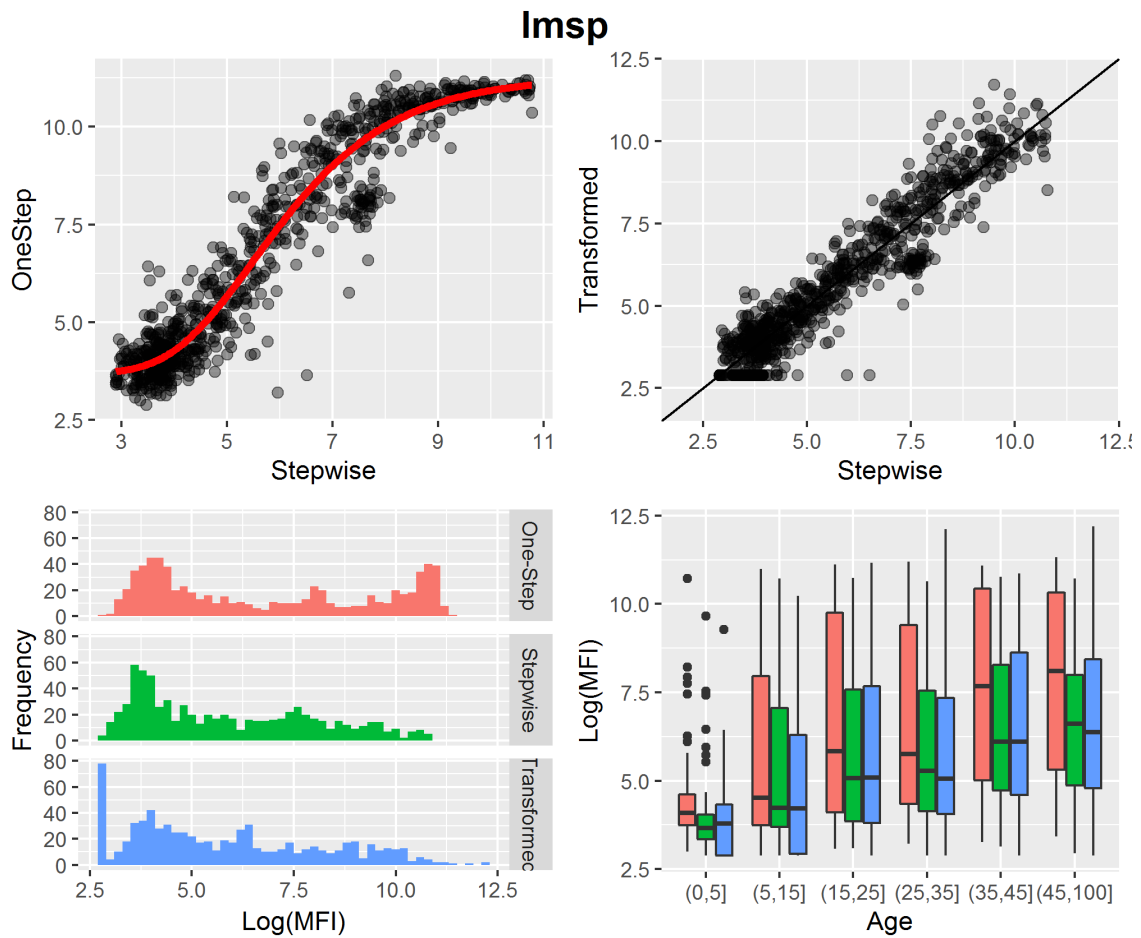 lmsp
OneStep
10.0
7.5
5.0
2.5
3 5 7 9 11
Stepwise
Transformed
12.5
10.0
7.5
5.0
2.5
2.5 5.0 7.5 10.0 12.5
Stepwise
Frequency
80
60
40
20
0
One-Step
80
60
40
20
0
Stepwise
80
60
40
20
0
Transformed
2.5 5.0 7.5 10.0 12.5
Log(MFI)
Log(MFI)
12.5
10.0
7.5
5.0
2.5
(0,5] (5,15] (15,25] (25,35] (35,45] (45,100]
Age